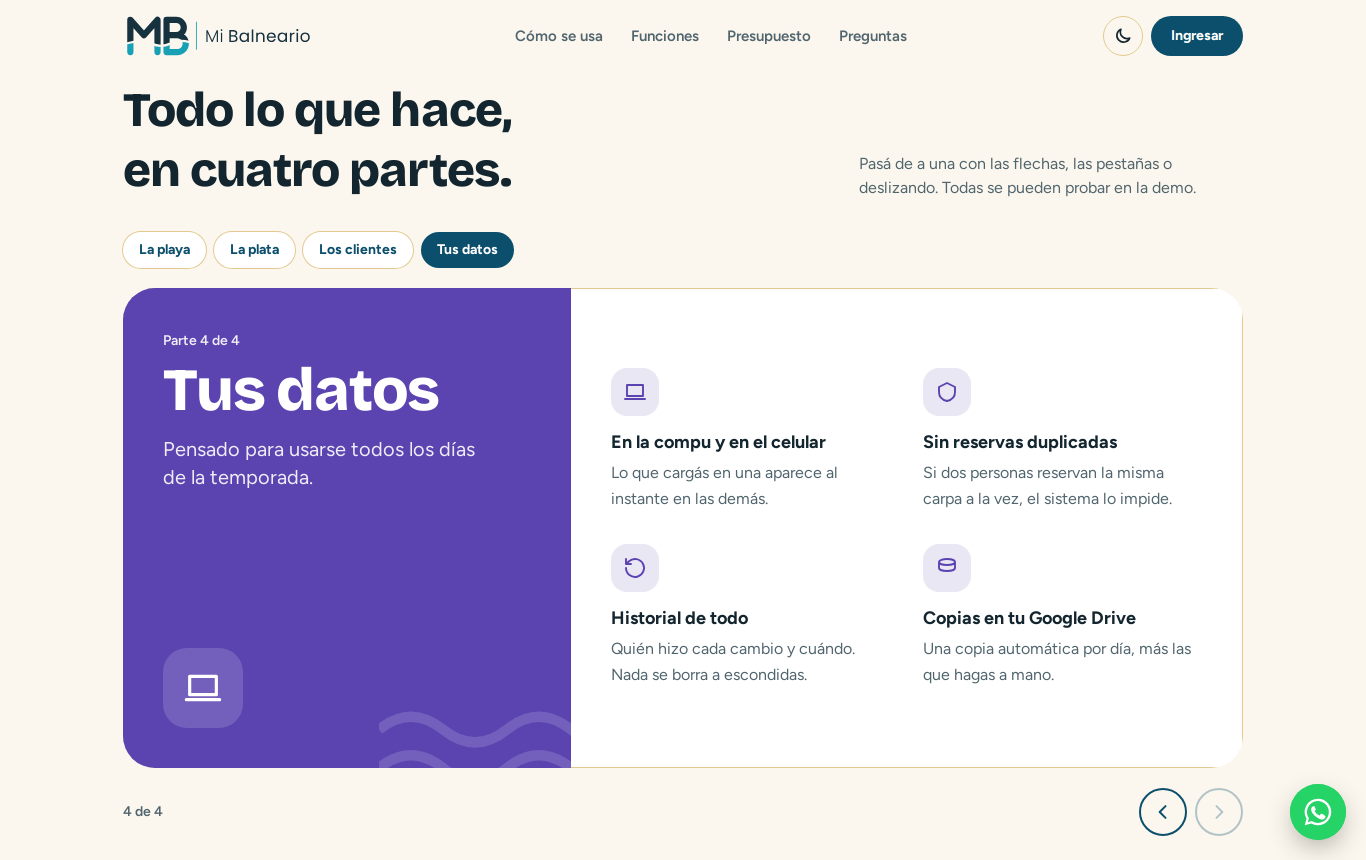 MB | Mi Balneario
Cómo se usa
Funciones
Presupuesto
Preguntas
Ingresar
Todo lo que hace,
en cuatro partes.
Pasá de a una con las flechas, las pestañas o
deslizando. Todas se pueden probar en la demo.
La playa
La plata
Los clientes
Tus datos
Parte 4 de 4
Tus datos
Pensado para usarse todos los días
de la temporada.
En la compu y en el celular
Lo que cargás en una aparece al
instante en las demás.
Sin reservas duplicadas
Si dos personas reservan la misma
carpa a la vez, el sistema lo impide.
Historial de todo
Quién hizo cada cambio y cuándo.
Nada se borra a escondidas.
Copias en tu Google Drive
Una copia automática por día, más las
que hagas a mano.
4 de 4